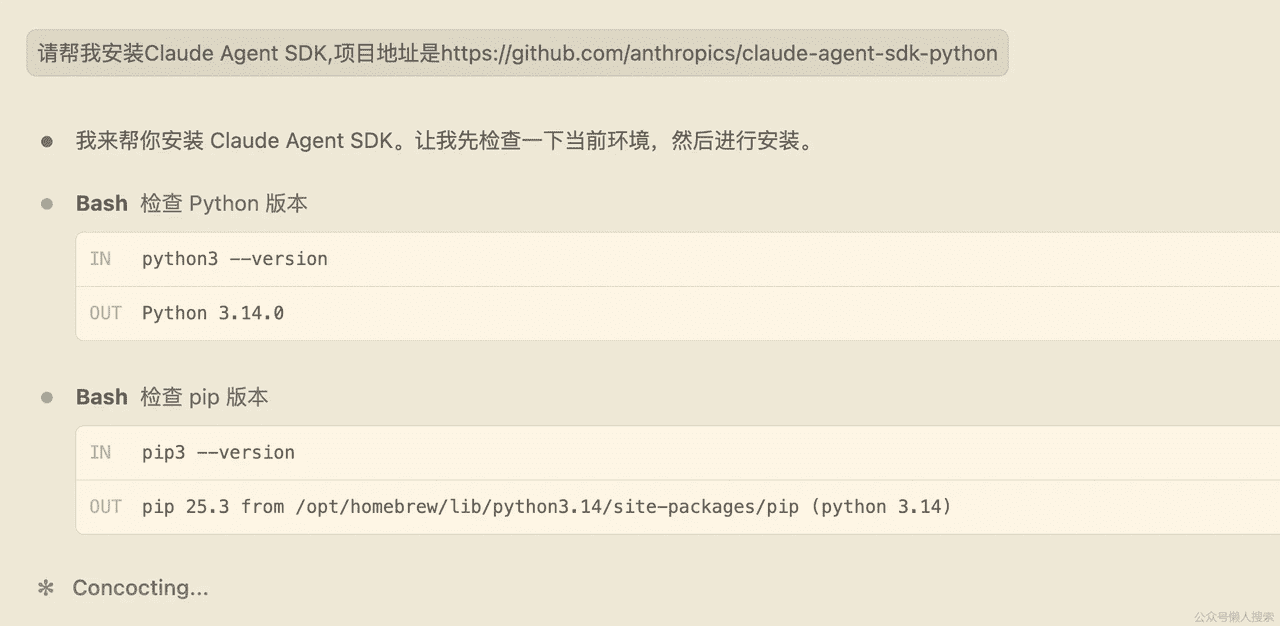 请帮我安装Claude Agent SDK,项目地址是https://github.com/anthropics/claude-agent-sdk-python
我来帮你安装 Claude Agent SDK。让我先检查一下当前环境，然后进行安装。
Bash 检查 Python 版本
IN python3 --version
OUT Python 3.14.0
Bash 检查 pip 版本
IN pip3 --version
OUT pip 25.3 from /opt/homebrew/lib/python3.14/site-packages/pip (python 3.14)
✻ Concocting...
公众号懒人搜索